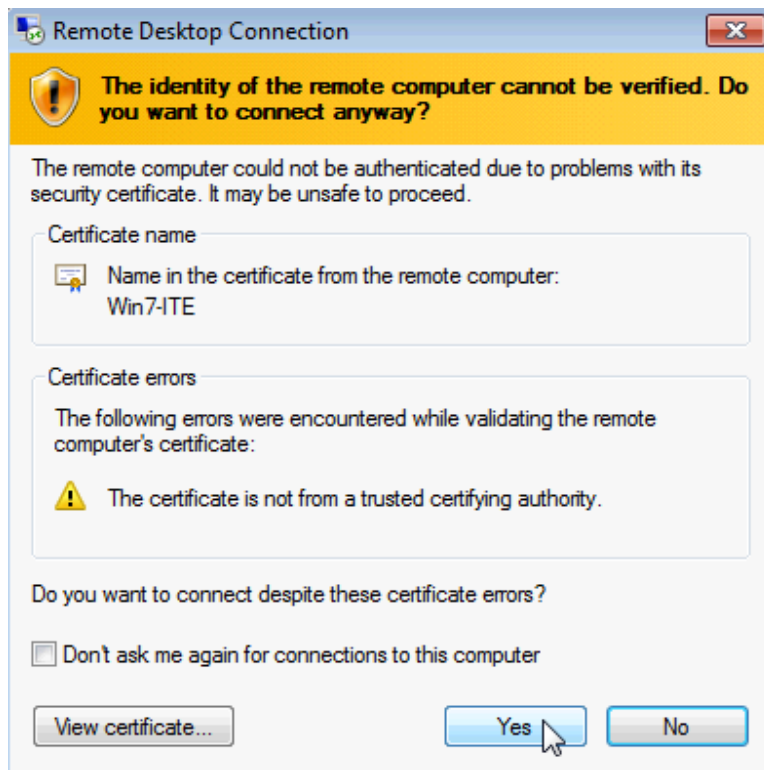 Remote Desktop Connection
The identity of the remote computer cannot be verified. Do
you want to connect anyway?
The remote computer could not be authenticated due to problems with its
security certificate. It may be unsafe to proceed.
Certificate name
Name in the certificate from the remote computer:
Win7-ITE
Certificate errors
The following errors were encountered while validating the remote
computer's certificate:
The certificate is not from a trusted certifying authority.
Do you want to connect despite these certificate errors?
Don't ask me again for connections to this computer
View certificate...
Yes
No